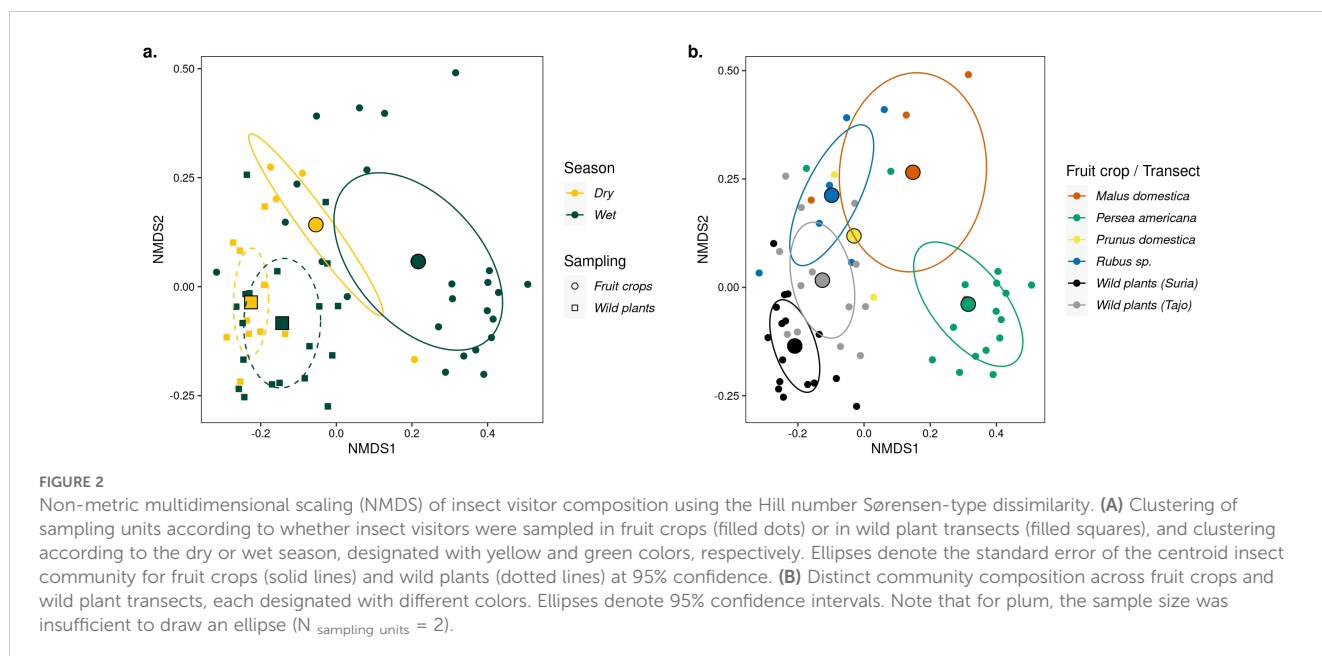 a.
0.50
0.25
0.00
-0.25
NMDS2
-0.2
0.0
0.2
0.4
NMDS1
Season
Dry
Wet
Sampling
Fruit crops
Wild plants
b.
0.50
0.25
0.00
-0.25
NMDS2
-0.2
0.0
0.2
0.4
NMDS1
Fruit crop / Transect
Malus domestica
Persea americana
Prunus domestica
Rubus sp.
Wild plants (Suria)
Wild plants (Tajo)
FIGURE 2
Non-metric multidimensional scaling (NMDS) of insect visitor composition using the Hill number Sørensen-type dissimilarity. (A) Clustering of
sampling units according to whether insect visitors were sampled in fruit crops (filled dots) or in wild plant transects (filled squares), and clustering
according to the dry or wet season, designated with yellow and green colors, respectively. Ellipses denote the standard error of the centroid insect
community for fruit crops (solid lines) and wild plants (dotted lines) at 95% confidence. (B) Distinct community composition across fruit crops and
wild plant transects, each designated with different colors. Ellipses denote 95% confidence intervals. Note that for plum, the sample size was
insufficient to draw an ellipse (N sampling units = 2).